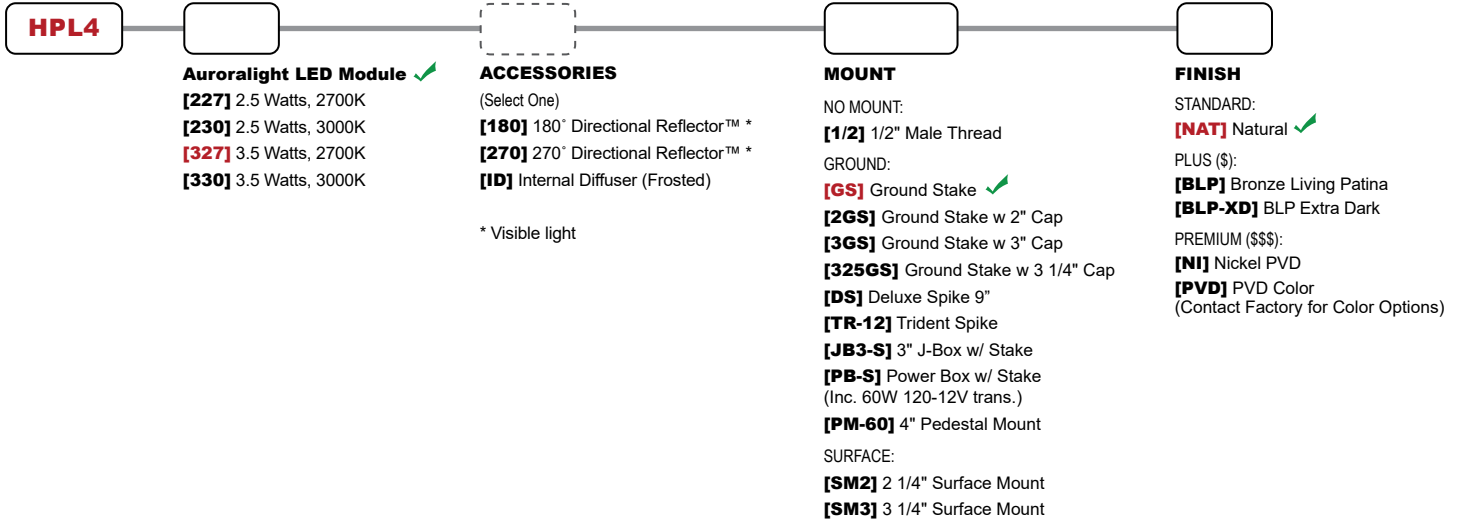 HPL4
Auroralight LED Module
[227] 2.5 Watts, 2700K
[230] 2.5 Watts, 3000K
[327] 3.5 Watts, 2700K
[330] 3.5 Watts, 3000K
ACCESSORIES
(Select One)
[180] 180˚ Directional Reflector™ *
[270] 270˚ Directional Reflector™ *
[ID] Internal Diffuser (Frosted)
* Visible light
MOUNT
NO MOUNT:
[1/2] 1/2" Male Thread
GROUND:
[GS] Ground Stake
[2GS] Ground Stake w 2" Cap
[3GS] Ground Stake w 3" Cap
[325GS] Ground Stake w 3 1/4" Cap
[DS] Deluxe Spike 9”
[TR-12] Trident Spike
[JB3-S] 3" J-Box w/ Stake
[PB-S] Power Box w/ Stake
(Inc. 60W 120-12V trans.)
[PM-60] 4" Pedestal Mount
SURFACE:
[SM2] 2 1/4" Surface Mount
[SM3] 3 1/4" Surface Mount
FINISH
STANDARD:
[NAT] Natural
PLUS ($):
[BLP] Bronze Living Patina
[BLP-XD] BLP Extra Dark
PREMIUM ($$$):
[NI] Nickel PVD
[PVD] PVD Color
(Contact Factory for Color Options)